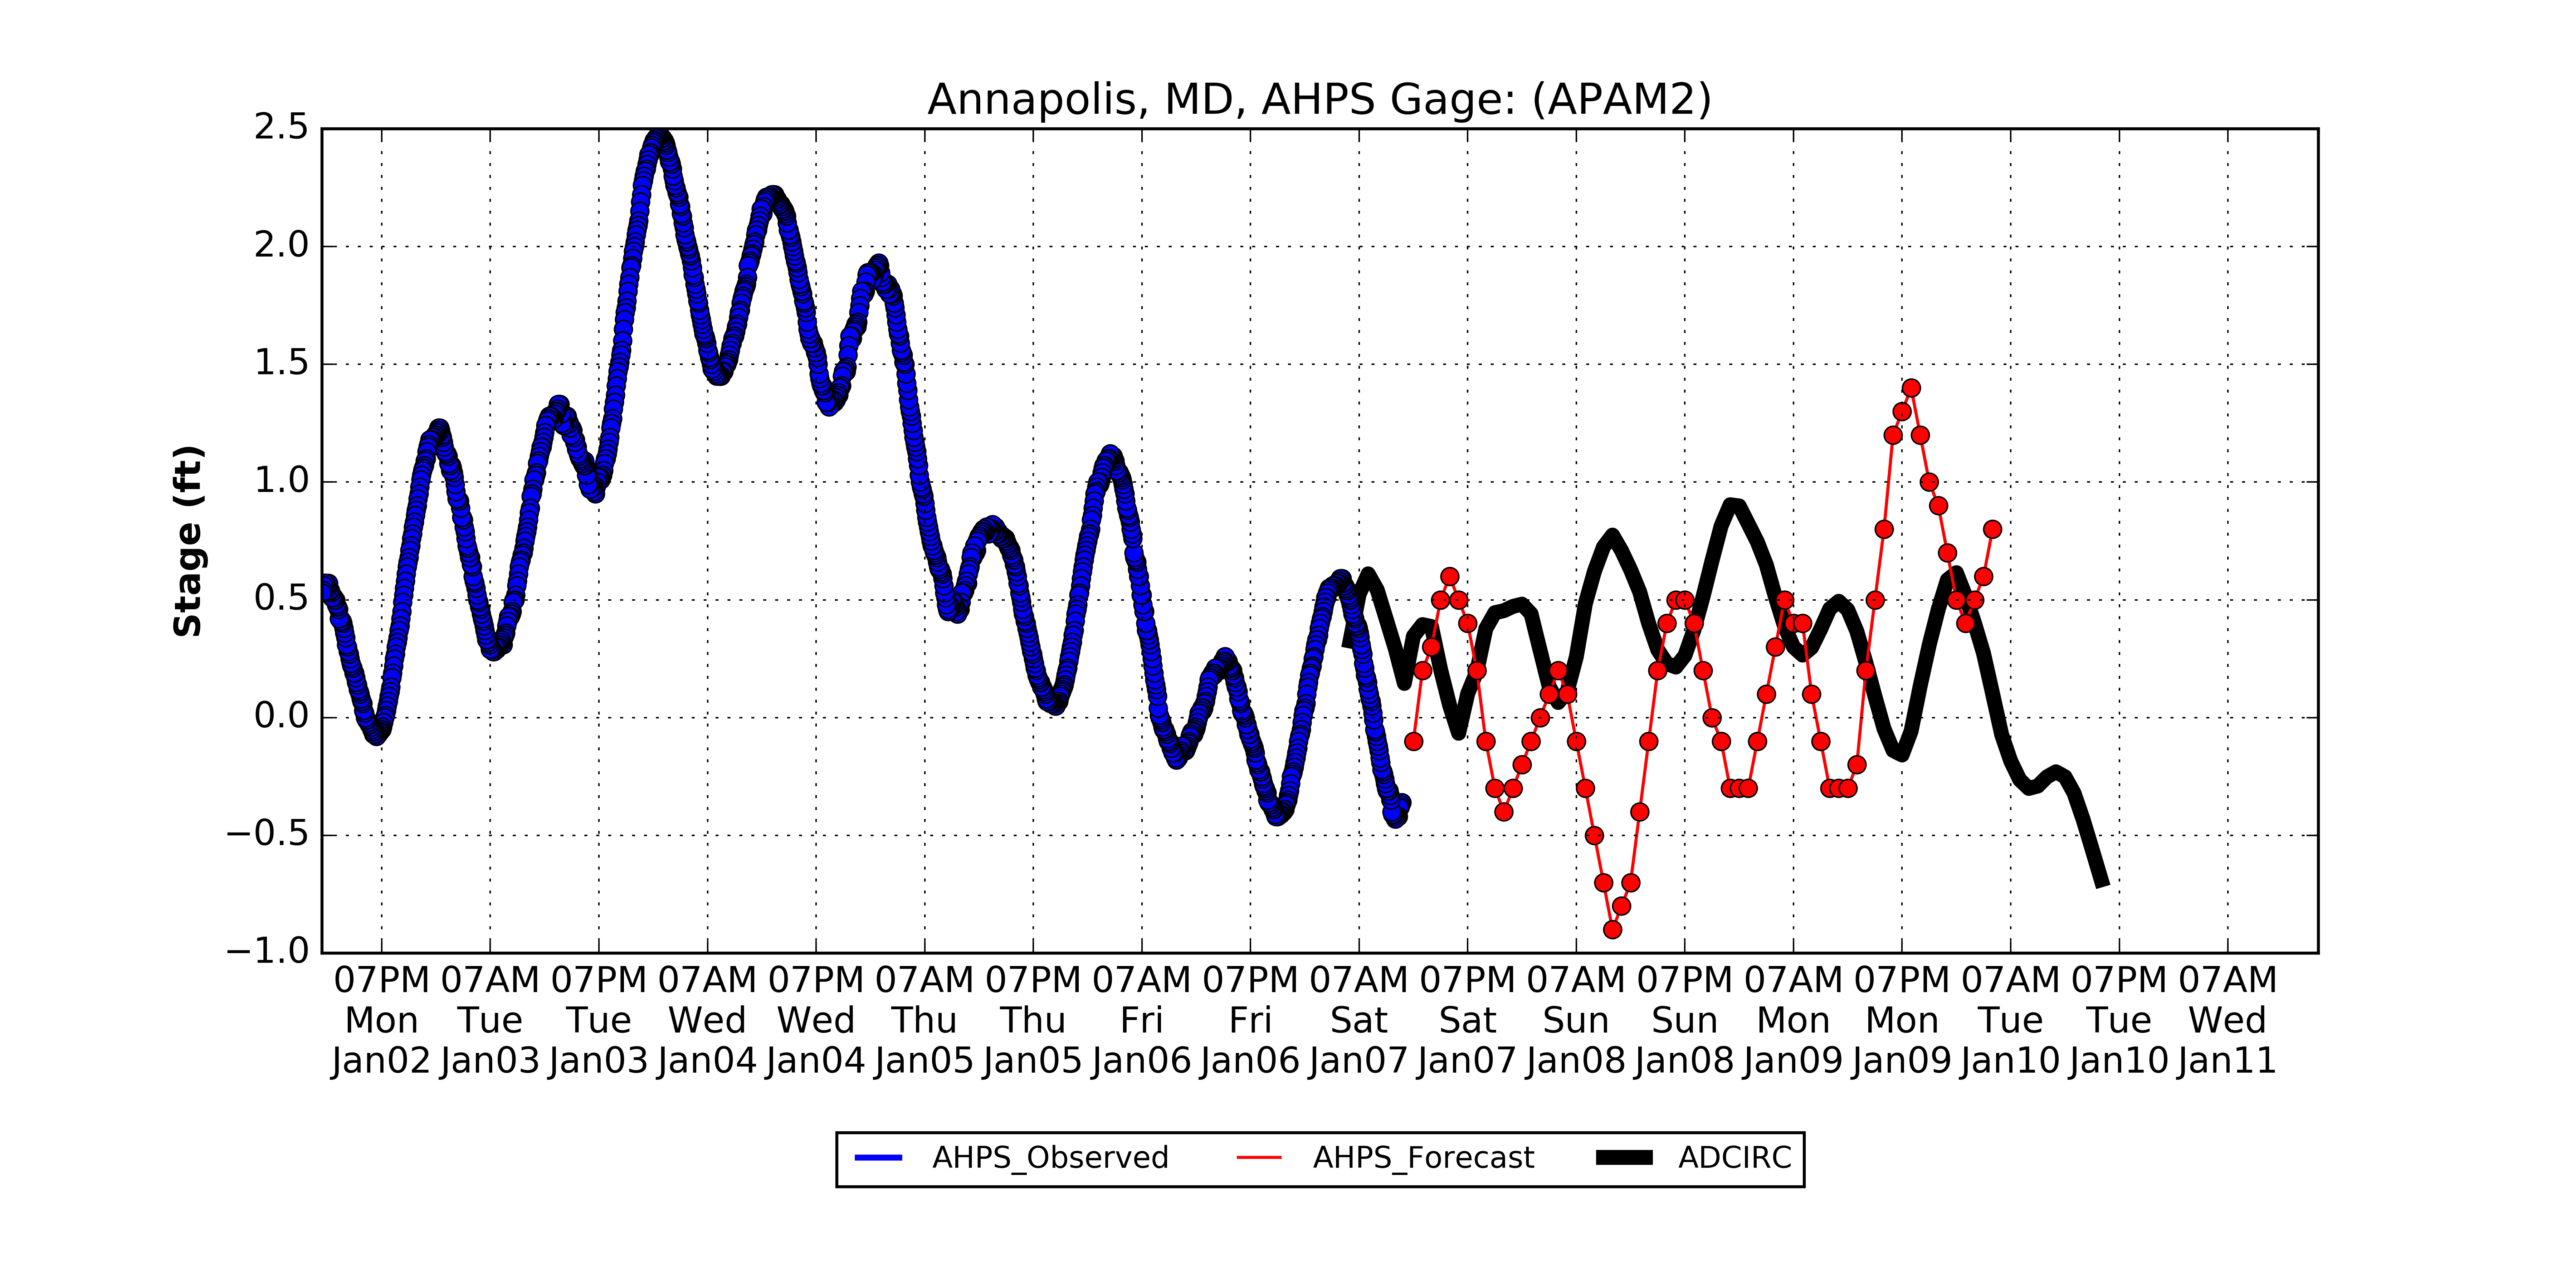 Annapolis, MD, AHPS Gage: (APAM2)
Stage (ft)
2.5
2.0
1.5
1.0
0.5
0.0
−0.5
−1.0
07PM 07AM 07PM 07AM 07PM 07AM 07PM 07AM 07PM 07AM 07PM 07AM 07PM 07AM 07PM 07AM 07PM 07AM
Mon Tue Tue Wed Wed Thu Thu Fri Fri Sat Sat Sun Sun Mon Mon Tue Tue Wed
Jan02 Jan03 Jan03 Jan04 Jan04 Jan05 Jan05 Jan06 Jan06 Jan07 Jan07 Jan08 Jan08 Jan09 Jan09 Jan10 Jan10 Jan11
AHPS_Observed AHPS_Forecast ADCIRC